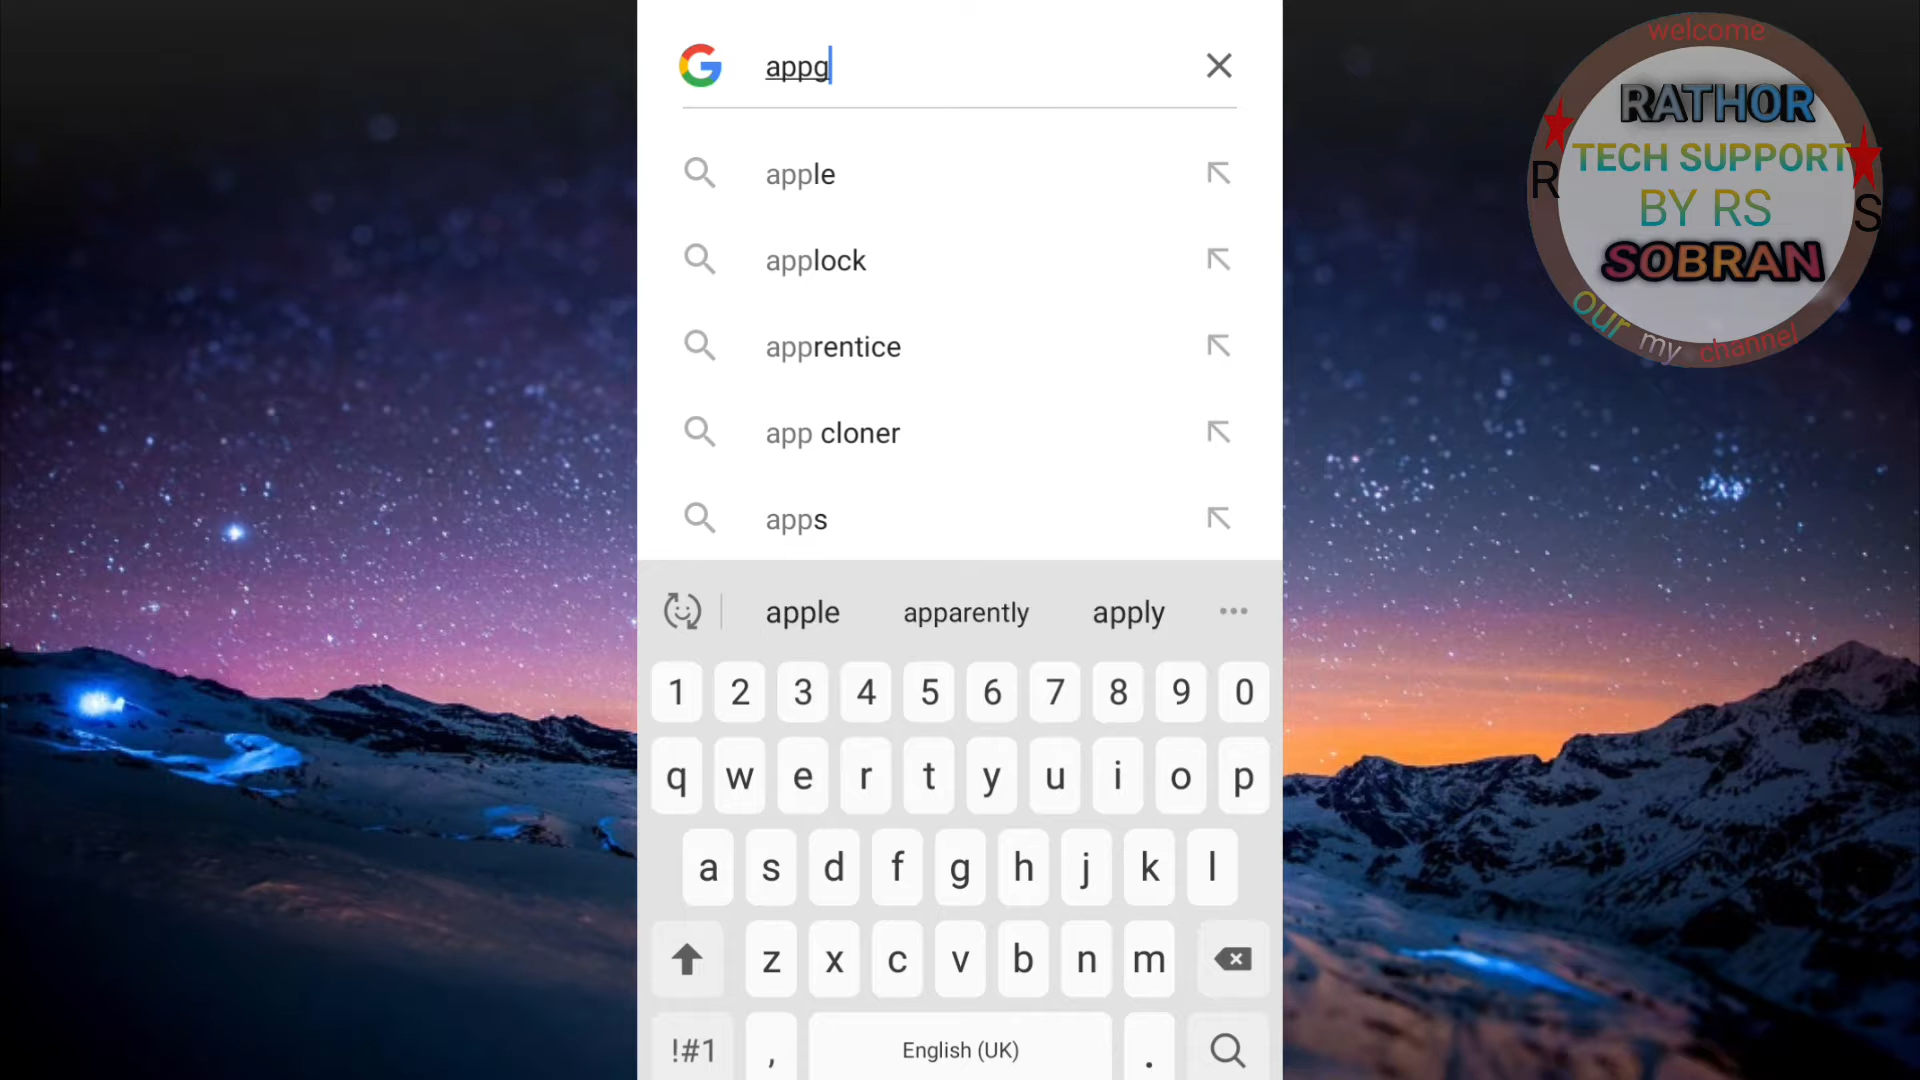 appg
apple
applock
apprentice
app cloner
apps
apple apparently apply
1 2 3 4 5 6 7 8 9 0
q w e r t y u i o p
a s d f g h j k l
z x c v b n m
!#1 , English (UK) .
welcome
RATHOR
TECH SUPPORT
R BY RS S
SOBRAN
our my channel